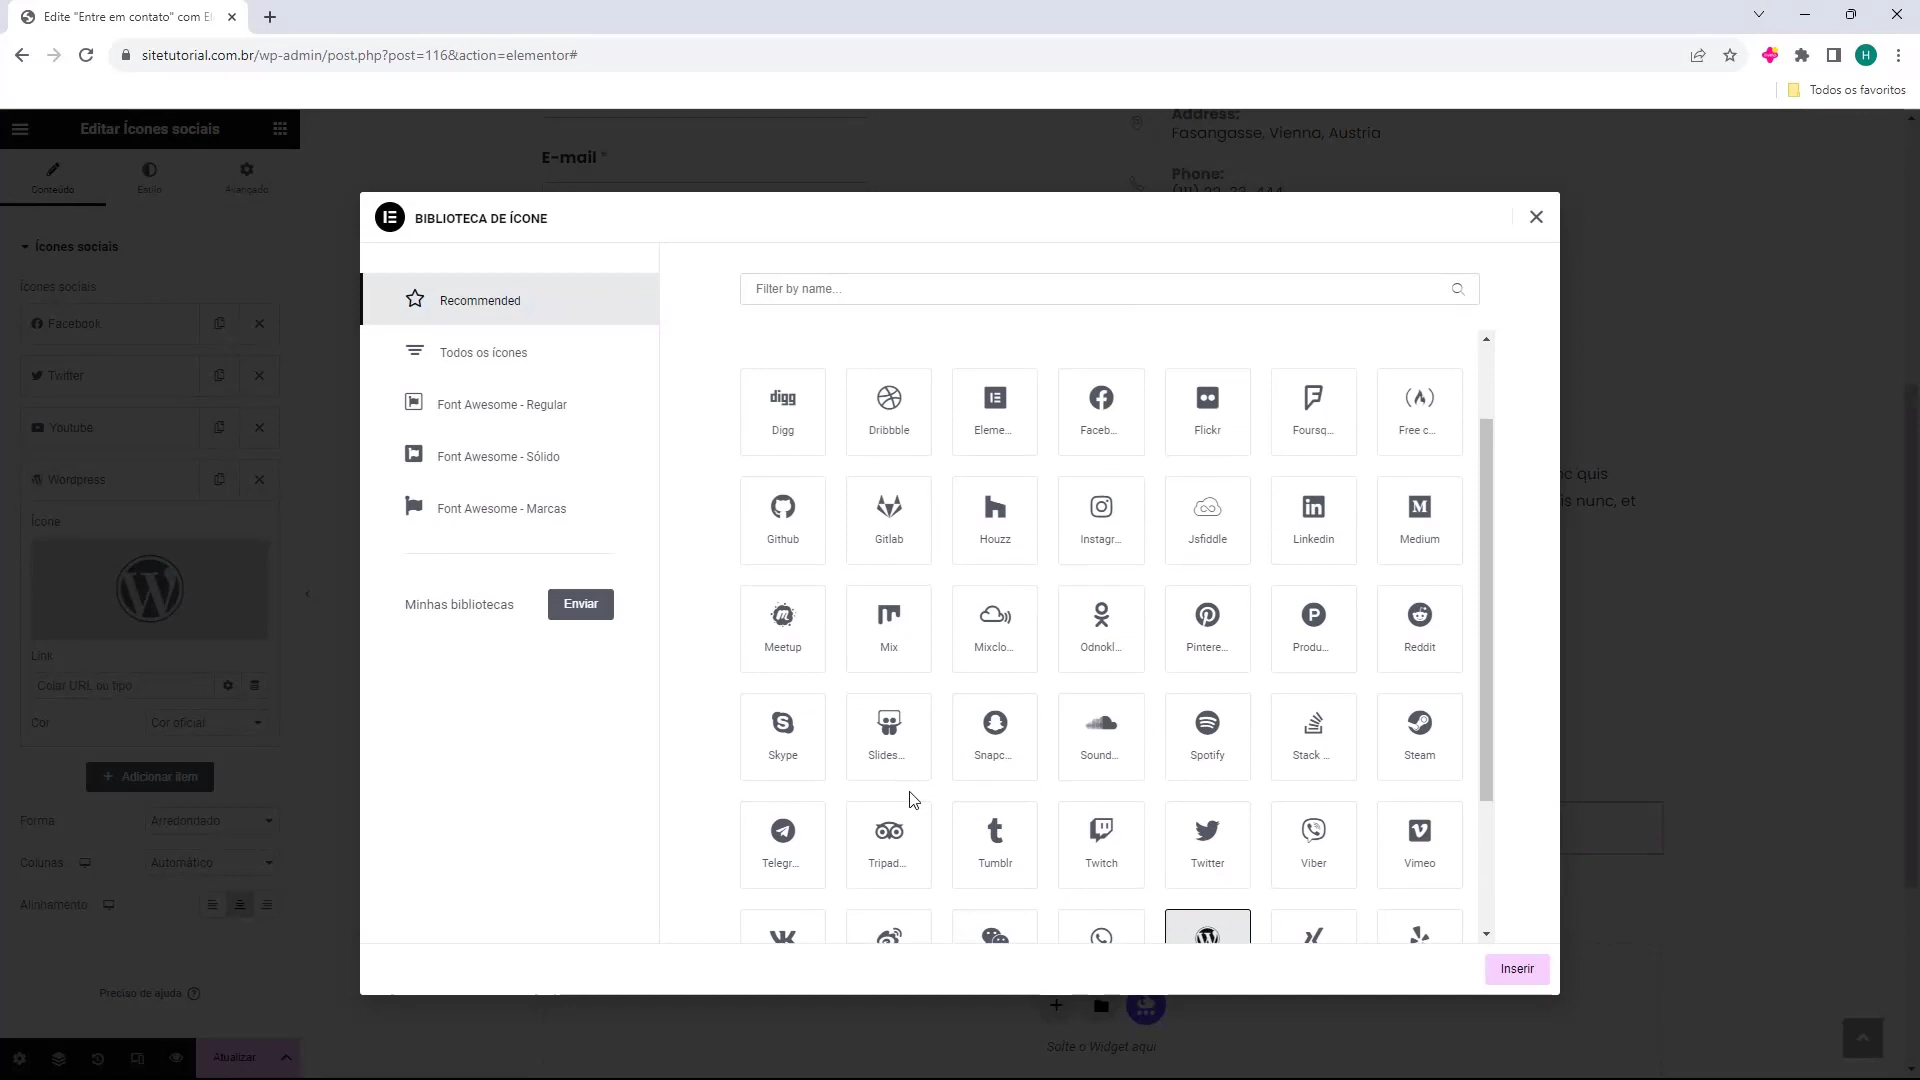 Edite "Entre em contato" com El
sitetutorial.com.br/wp-admin/post.php?post=116&action=elementor#
H
Todos os favoritos
Editar Ícones sociais
Conteúdo
Estilo
Avançado
Ícones sociais
Ícones sociais
Facebook
Twitter
Youtube
Wordpress
Ícone
Link
Colar URL ou tipo
Cor
Cor oficial
Adicionar item
Forma
Arredondado
Colunas
Automático
Alinhamento
Preciso de ajuda
Atualizar
E-mail *
Address:
Fasangasse, Vienna, Austria
Phone:
(111) 22-33-444
nc quis
is nunc, et
Solte o Widget aqui
BIBLIOTECA DE ÍCONE
Recommended
Todos os ícones
Font Awesome - Regular
Font Awesome - Sólido
Font Awesome - Marcas
Minhas bibliotecas
Enviar
Filter by name...
digg
Digg
Dribbble
Eleme...
Faceb...
Flickr
Foursq...
Free c...
Github
Gitlab
Houzz
Instagr...
Jsfiddle
Linkedin
Medium
Meetup
Mix
Mixclo...
Odnokl...
Pintere...
Produ...
Reddit
Skype
Slides...
Snapc...
Sound...
Spotify
Stack ...
Steam
Telegr...
Tripad...
Tumblr
Twitch
Twitter
Viber
Vimeo
Inserir